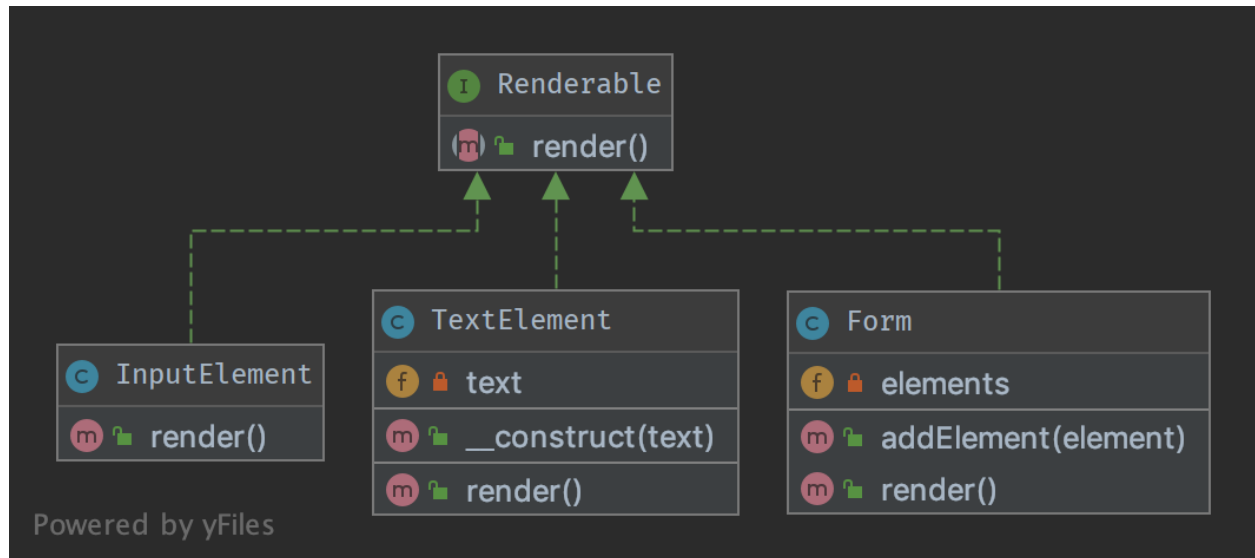 I Renderable
m render()
C InputElement
m render()
C TextElement
f text
m __construct(text)
m render()
C Form
f elements
m addElement(element)
m render()
Powered by yFiles